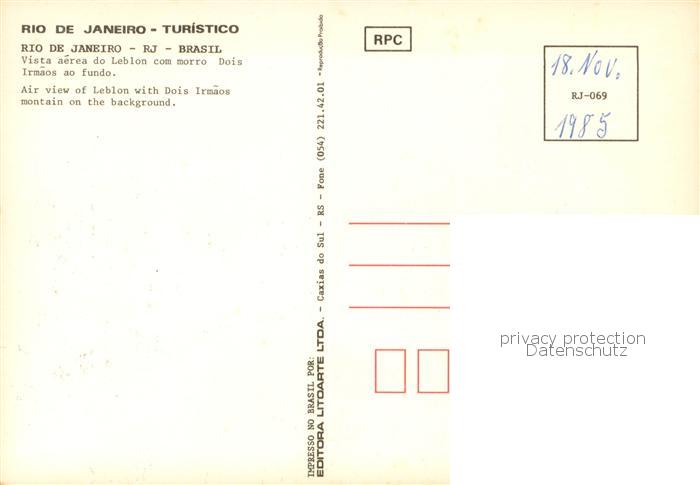 RIO DE JANEIRO - TURÍSTICO
RIO DE JANEIRO - RJ - BRASIL
Vista aérea do Leblon com morro Dois
Irmãos ao fundo.
Air view of Leblon with Dois Irmãos
montain on the background.
IMPRESSO NO BRASIL POR:
EDITORA LITOARTE LTDA. - Caxias do Sul - RS - Fone (054) 221.42.01 - Reprodução Proibida
RPC
18. Nov.
RJ-069
1985
privacy protection
Datenschutz